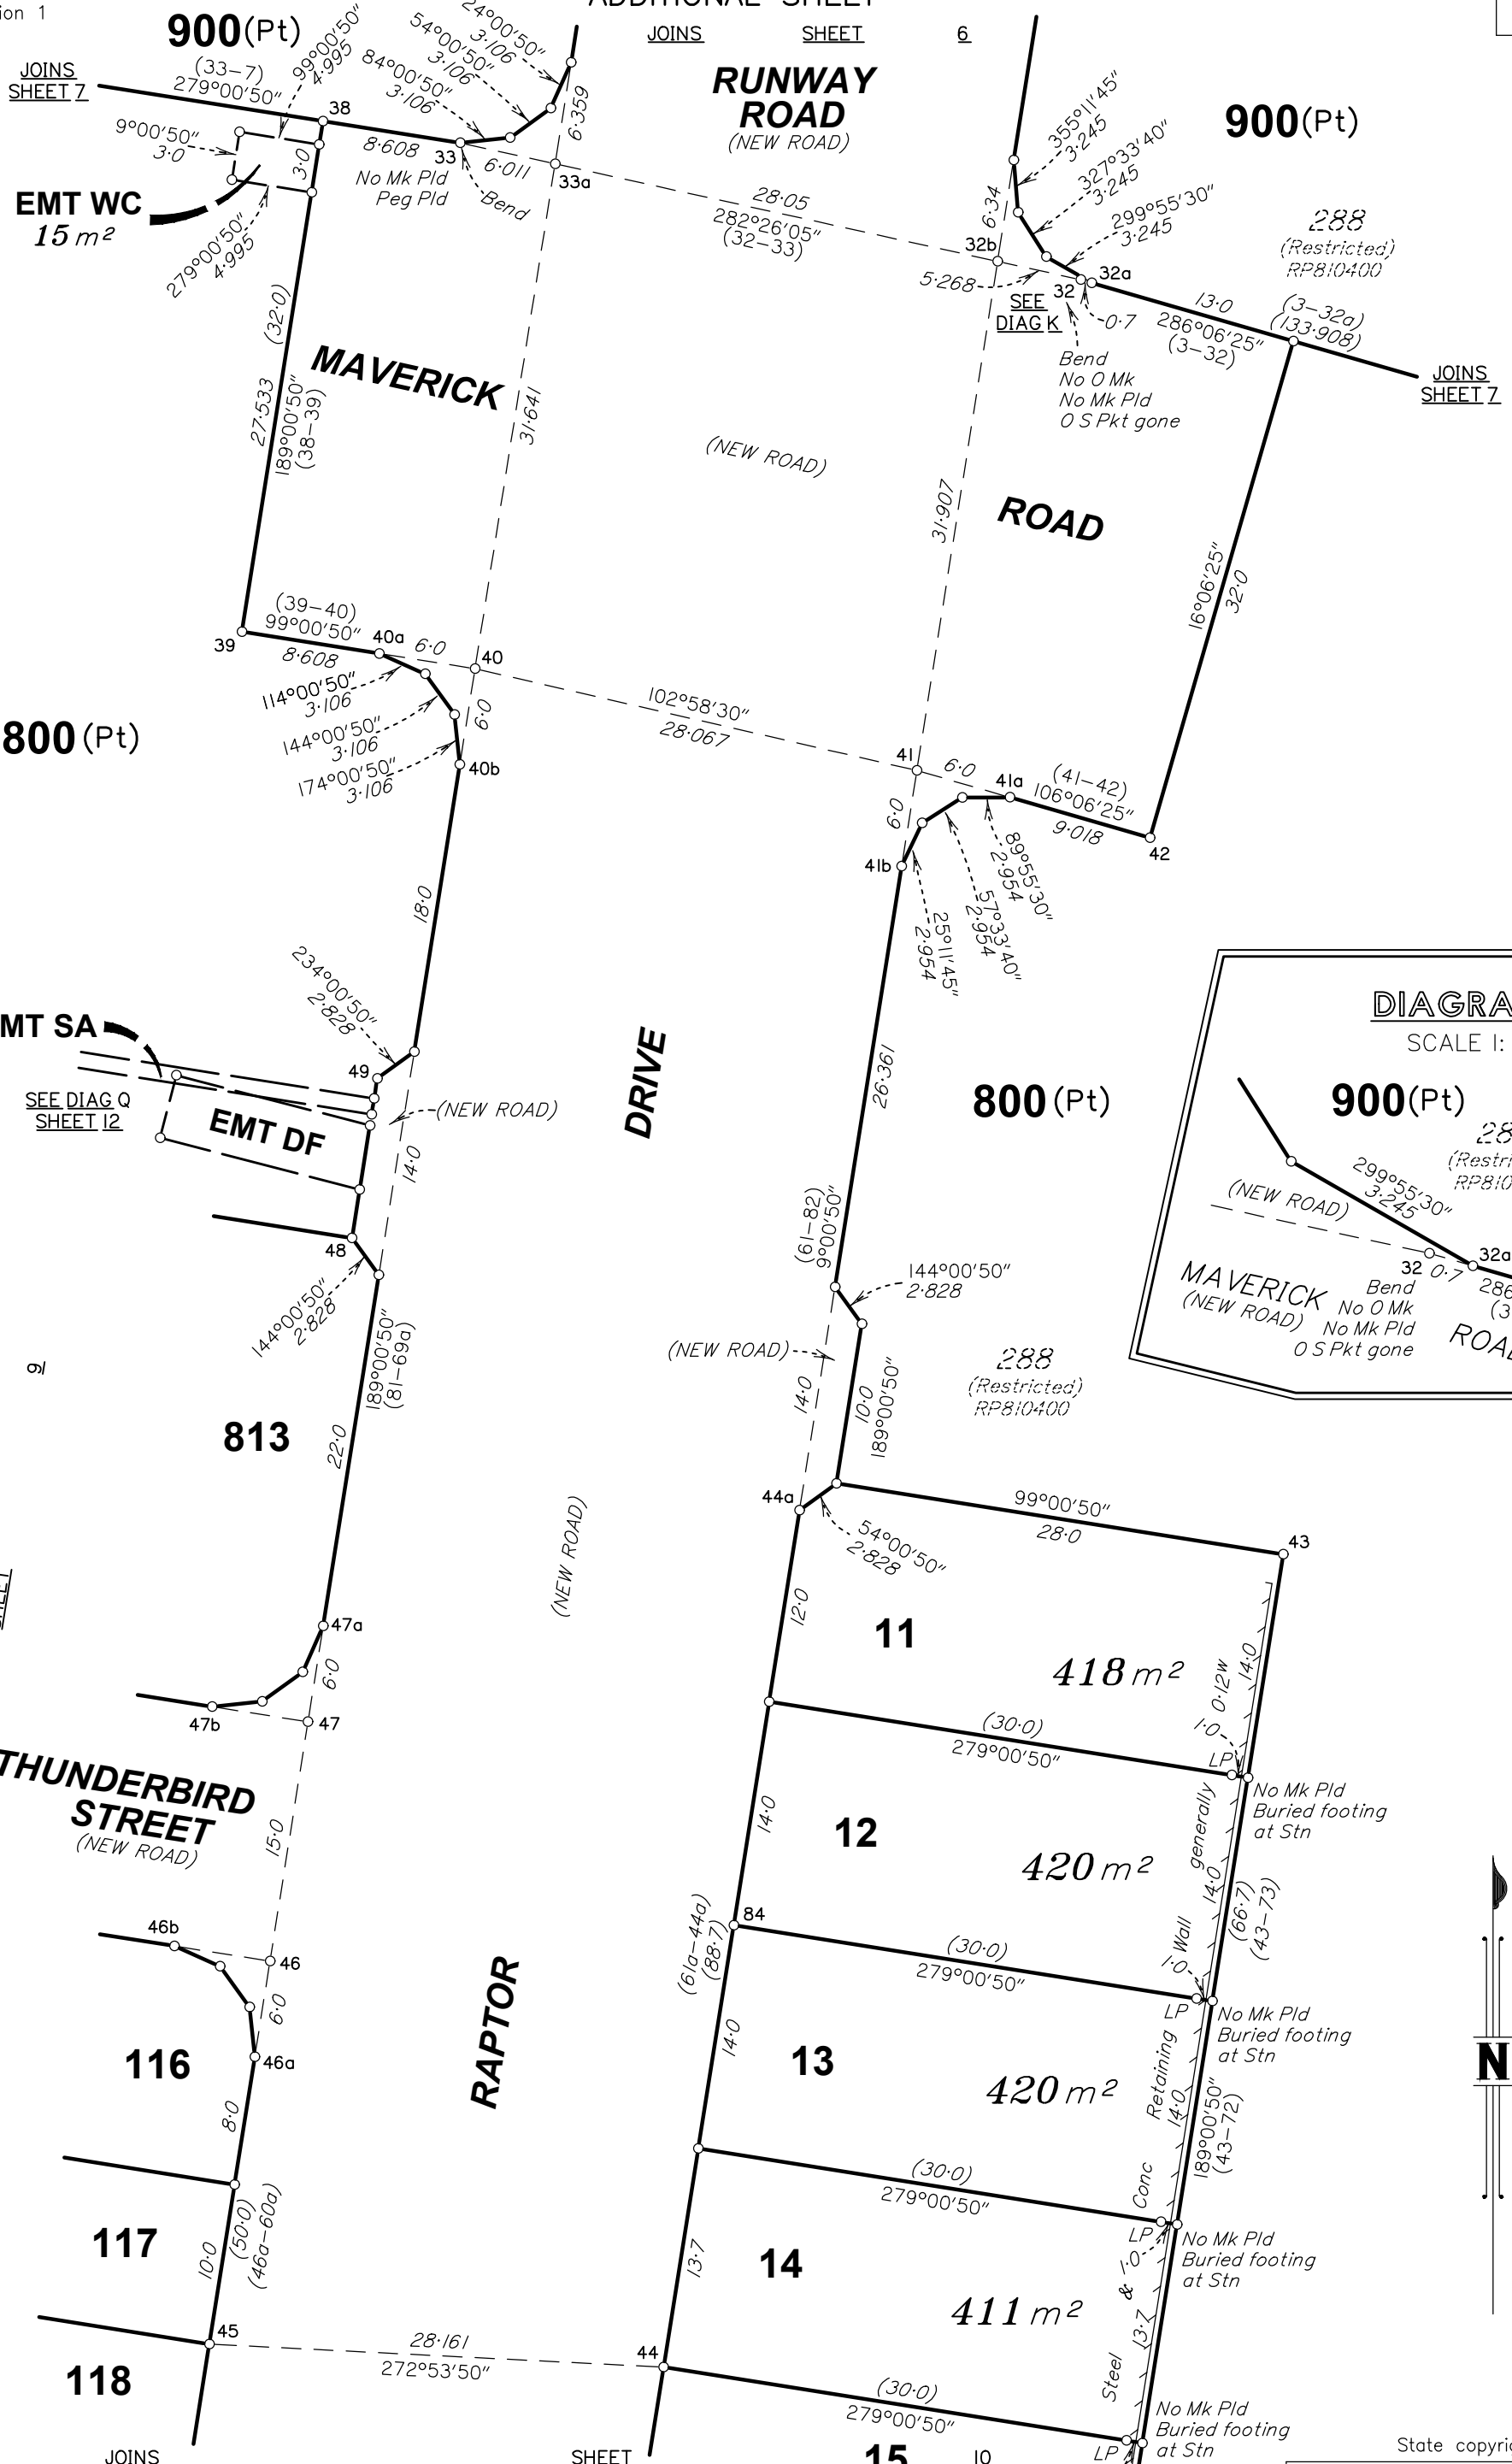 ion 1
ADDITIONAL SHEET
JOINS SHEET 6
900 (Pt)
JOINS
SHEET 7
(33-7)
279°00'50"
99°00'50"
4·995
24°00'50"
3·106
54°00'50"
3·106
84°00'50"
3·106
6·359
RUNWAY
ROAD
(NEW ROAD)
900 (Pt)
355°11'45"
3·245
327°33'40"
3·245
299°55'30"
3·245
9°00'50"
3·0
38
3·0
8·608
33
6·011
33a
No Mk Pld
Peg Pld
Bend
EMT WC
15 m²
279°00'50"
4·995
28·05
282°26'05"
(32-33)
6·34
32b
5·268
32
32a
SEE
DIAG K
0·7
288
(Restricted)
RP810400
13·0
286°06'25"
(3-32)
(3-32a)
(133·908)
JOINS
SHEET 7
Bend
No O Mk
No Mk Pld
O S Pkt gone
(32·0)
27·533
189°00'50"
(38-39)
MAVERICK
31·641
(NEW ROAD)
31·907
ROAD
16°06'25"
32·0
39
(39-40)
99°00'50"
8·608
40a
6·0
40
114°00'50"
3·106
144°00'50"
3·106
174°00'50"
3·106
6·0
40b
102°58'30"
28·067
41
6·0
41a
(41-42)
106°06'25"
9·018
42
6·0
41b
89°55'30"
2·954
57°33'40"
2·954
25°11'45"
2·954
800 (Pt)
18·0
234°00'50"
2·828
MT SA
49
SEE DIAG Q
SHEET 12
EMT DF
(NEW ROAD)
14·0
48
144°00'50"
2·828
DRIVE
26·361
800 (Pt)
(61-82)
9°00'50"
144°00'50"
2·828
(NEW ROAD)
14·0
10·0
189°00'50"
288
(Restricted)
RP810400
DIAGRA
SCALE 1:
900 (Pt)
28
(Restri
RP810
299°55'30"
3·245
(NEW ROAD)
32a
32
0·7
286
(3
MAVERICK
(NEW ROAD)
Bend
No O Mk
No Mk Pld
O S Pkt gone
ROA
9
813
189°00'50"
(81-69a)
22·0
44a
54°00'50"
2·828
99°00'50"
28·0
43
(NEW ROAD)
12·0
11
418 m²
0·12w
14·0
47a
6·0
47b
47
(30·0)
279°00'50"
1·0
LP
No Mk Pld
Buried footing
at Stn
THUNDERBIRD
STREET
(NEW ROAD)
15·0
14·0
12
420 m²
generally
14·0
(66·7)
(43-73)
46b
46
6·0
46a
84
(61a-44a)
(88·7)
(30·0)
279°00'50"
Wall
1·0
LP
No Mk Pld
Buried footing
at Stn
RAPTOR
116
8·0
14·0
13
420 m²
Retaining
14·0
189°00'50"
(43-72)
N
(30·0)
279°00'50"
Conc
LP
1·0
No Mk Pld
Buried footing
at Stn
117
10·0
(50·0)
(46a-60a)
13·7
14
411 m²
&
13·7
45
28·161
272°53'50"
44
118
(30·0)
279°00'50"
Steel
LP
No Mk Pld
Buried footing
at Stn
JOINS SHEET 10
15
State copyri